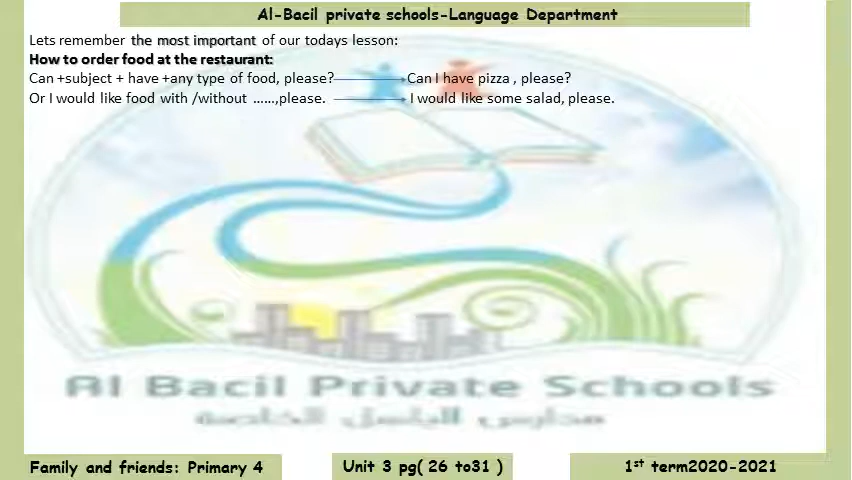 Al-Bacil private schools-Language Department
Lets remember the most important of our todays lesson:
How to order food at the restaurant:
Can +subject + have +any type of food, please? Can I have pizza , please?
Or I would like food with /without ......,please. I would like some salad, please.
Al Bacil Private Schools
مدارس الباسل الخاصة
Family and friends: Primary 4 Unit 3 pg( 26 to31 ) 1st term2020-2021